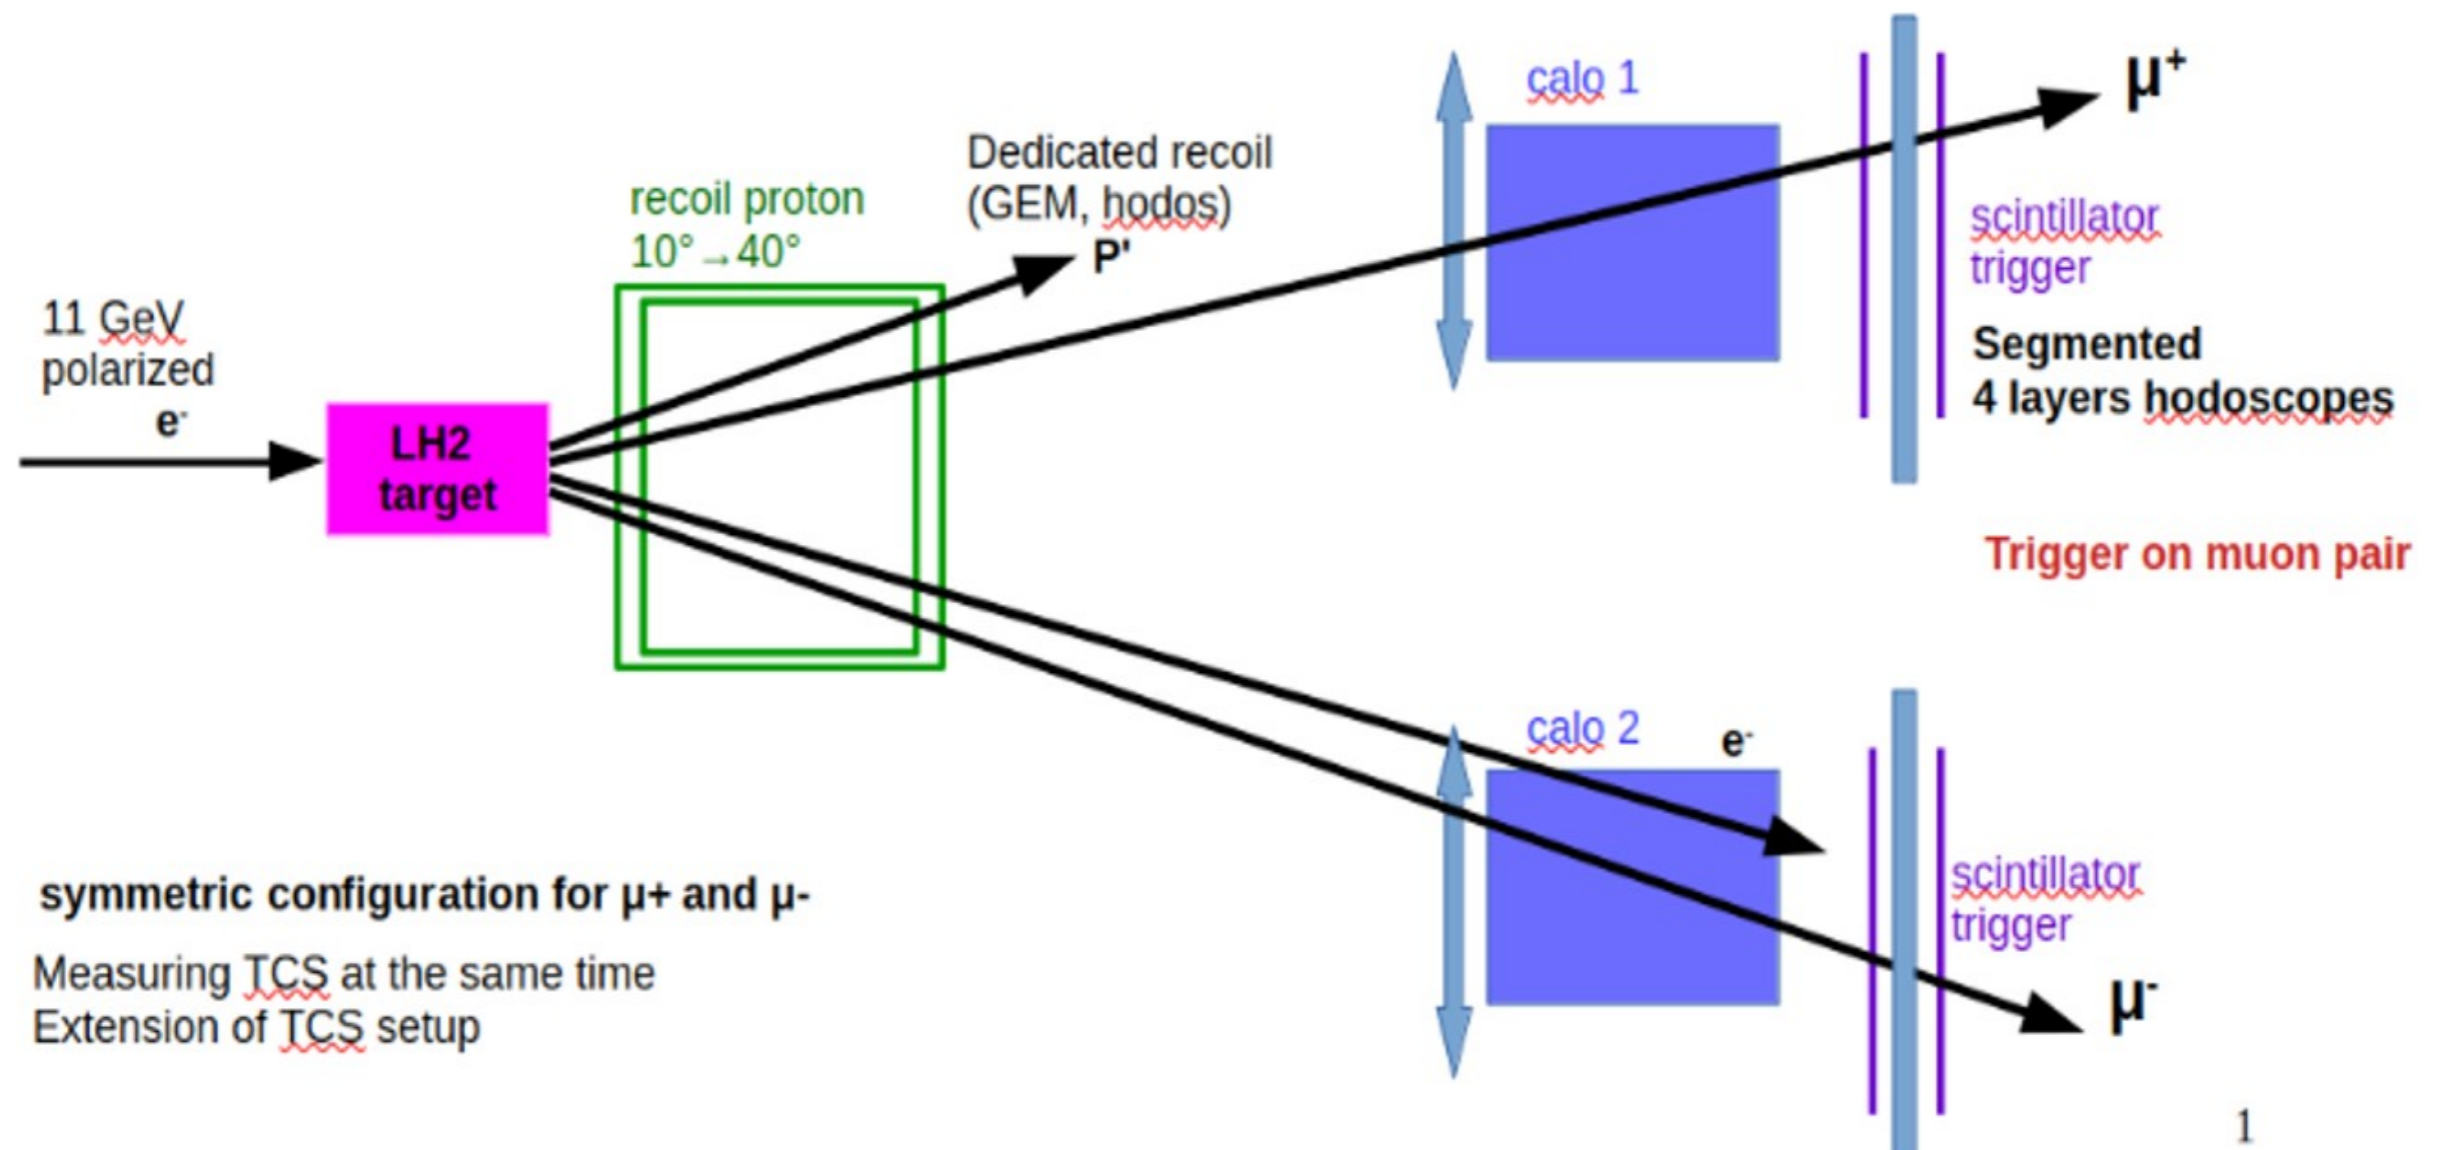 11 GeV
polarized
e-
LH2
target
recoil proton
10°→40°
Dedicated recoil
(GEM, hodos)
P'
calo 1
μ+
scintillator
trigger
Segmented
4 layers hodoscopes
Trigger on muon pair
calo 2
e-
scintillator
trigger
μ-
symmetric configuration for μ+ and μ-
Measuring TCS at the same time
Extension of TCS setup
1